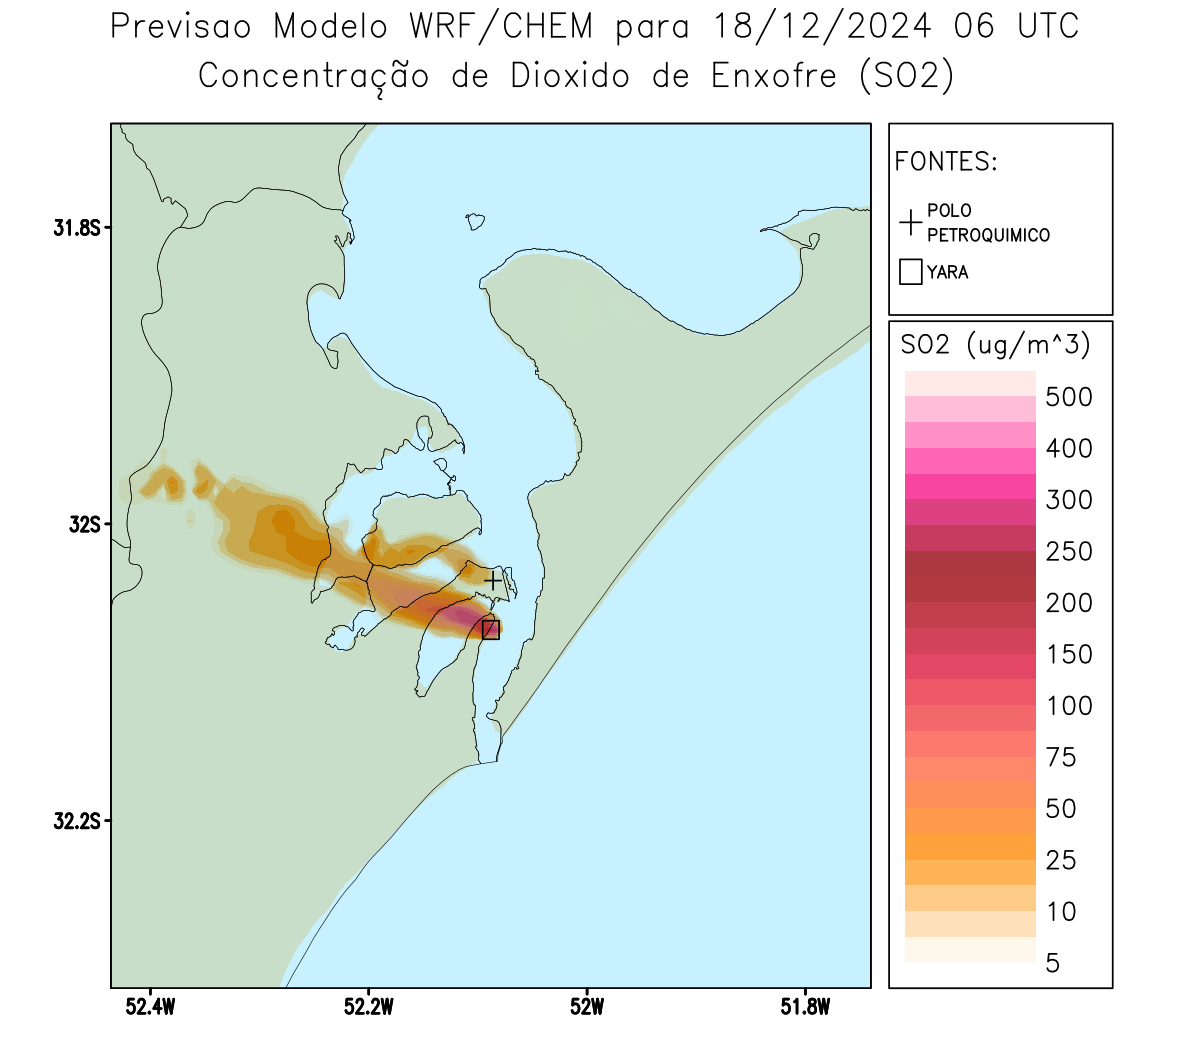 Previsao Modelo WRF/CHEM para 18/12/2024 06 UTC
Concentração de Dioxido de Enxofre (SO2)
FONTES:
POLO
PETROQUIMICO
YARA
31.8S
32S
32.2S
52.4W
52.2W
52W
51.8W
SO2 (ug/m^3)
500
400
300
250
200
150
100
75
50
25
10
5